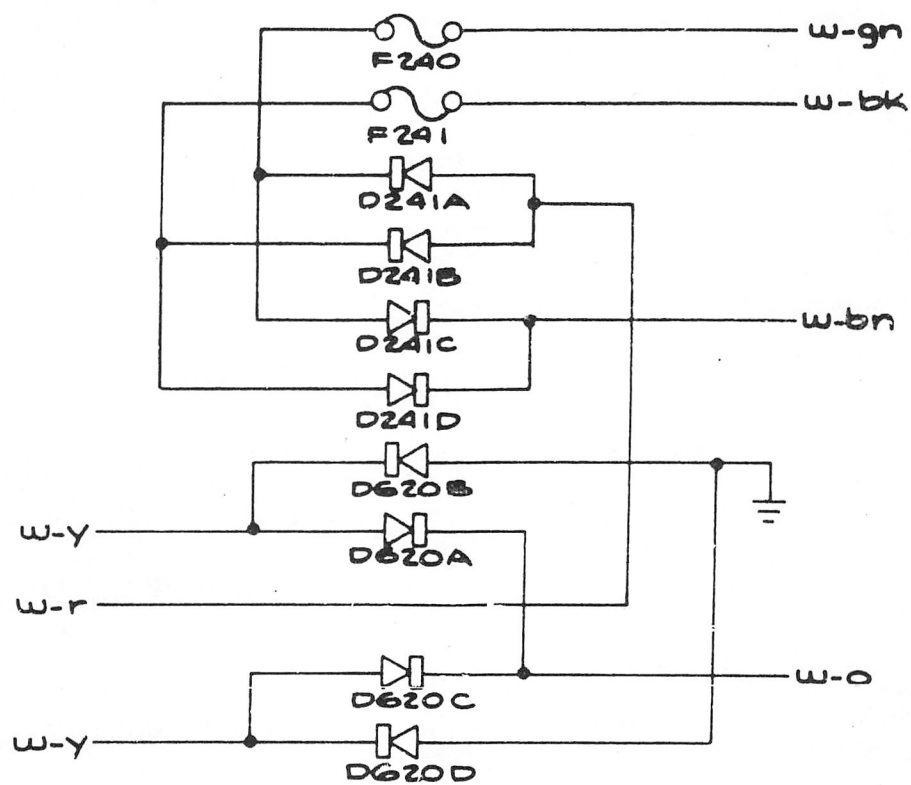 w-gn
F240
w-bk
F241
D241A
D241B
w-bn
D241C
D241D
D620B
w-y
D620A
w-r
w-o
D620C
w-y
D620D